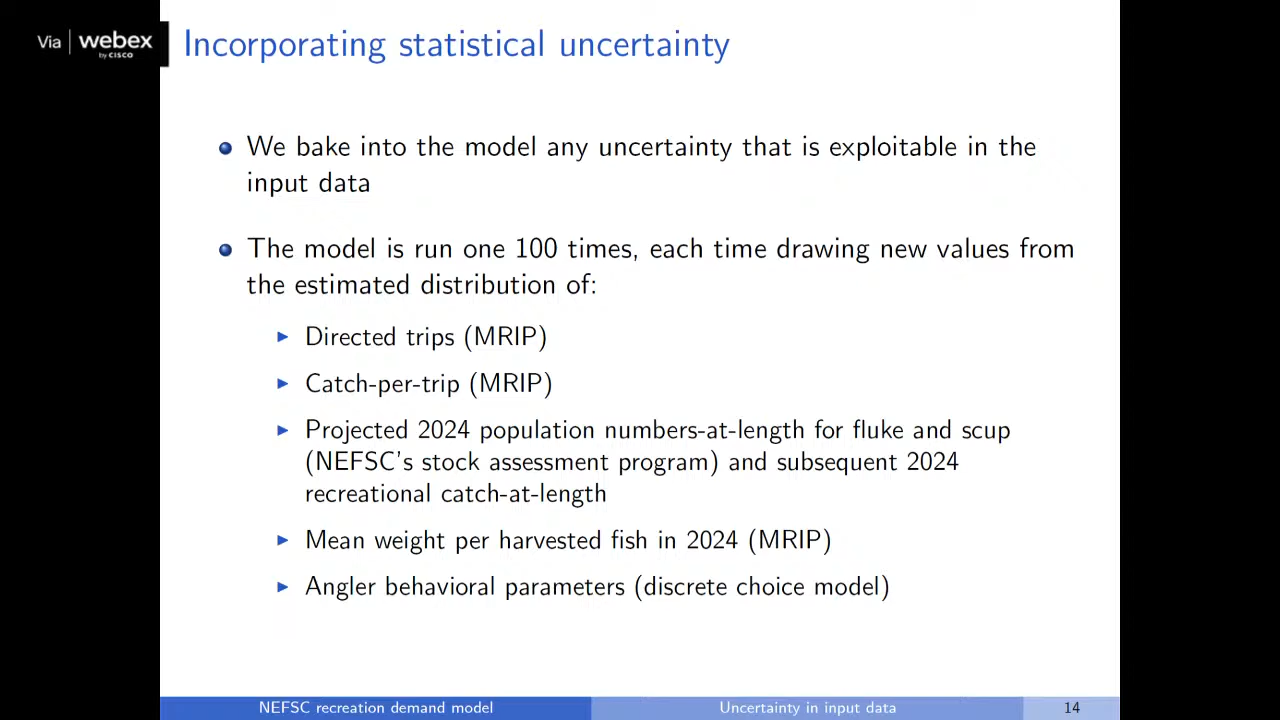 Via webex
by CISCO
Incorporating statistical uncertainty
We bake into the model any uncertainty that is exploitable in the
input data
The model is run one 100 times, each time drawing new values from
the estimated distribution of:
Directed trips (MRIP)
Catch-per-trip (MRIP)
Projected 2024 population numbers-at-length for fluke and scup
(NEFSC's stock assessment program) and subsequent 2024
recreational catch-at-length
Mean weight per harvested fish in 2024 (MRIP)
Angler behavioral parameters (discrete choice model)
NEFSC recreation demand model
Uncertainty in input data
14